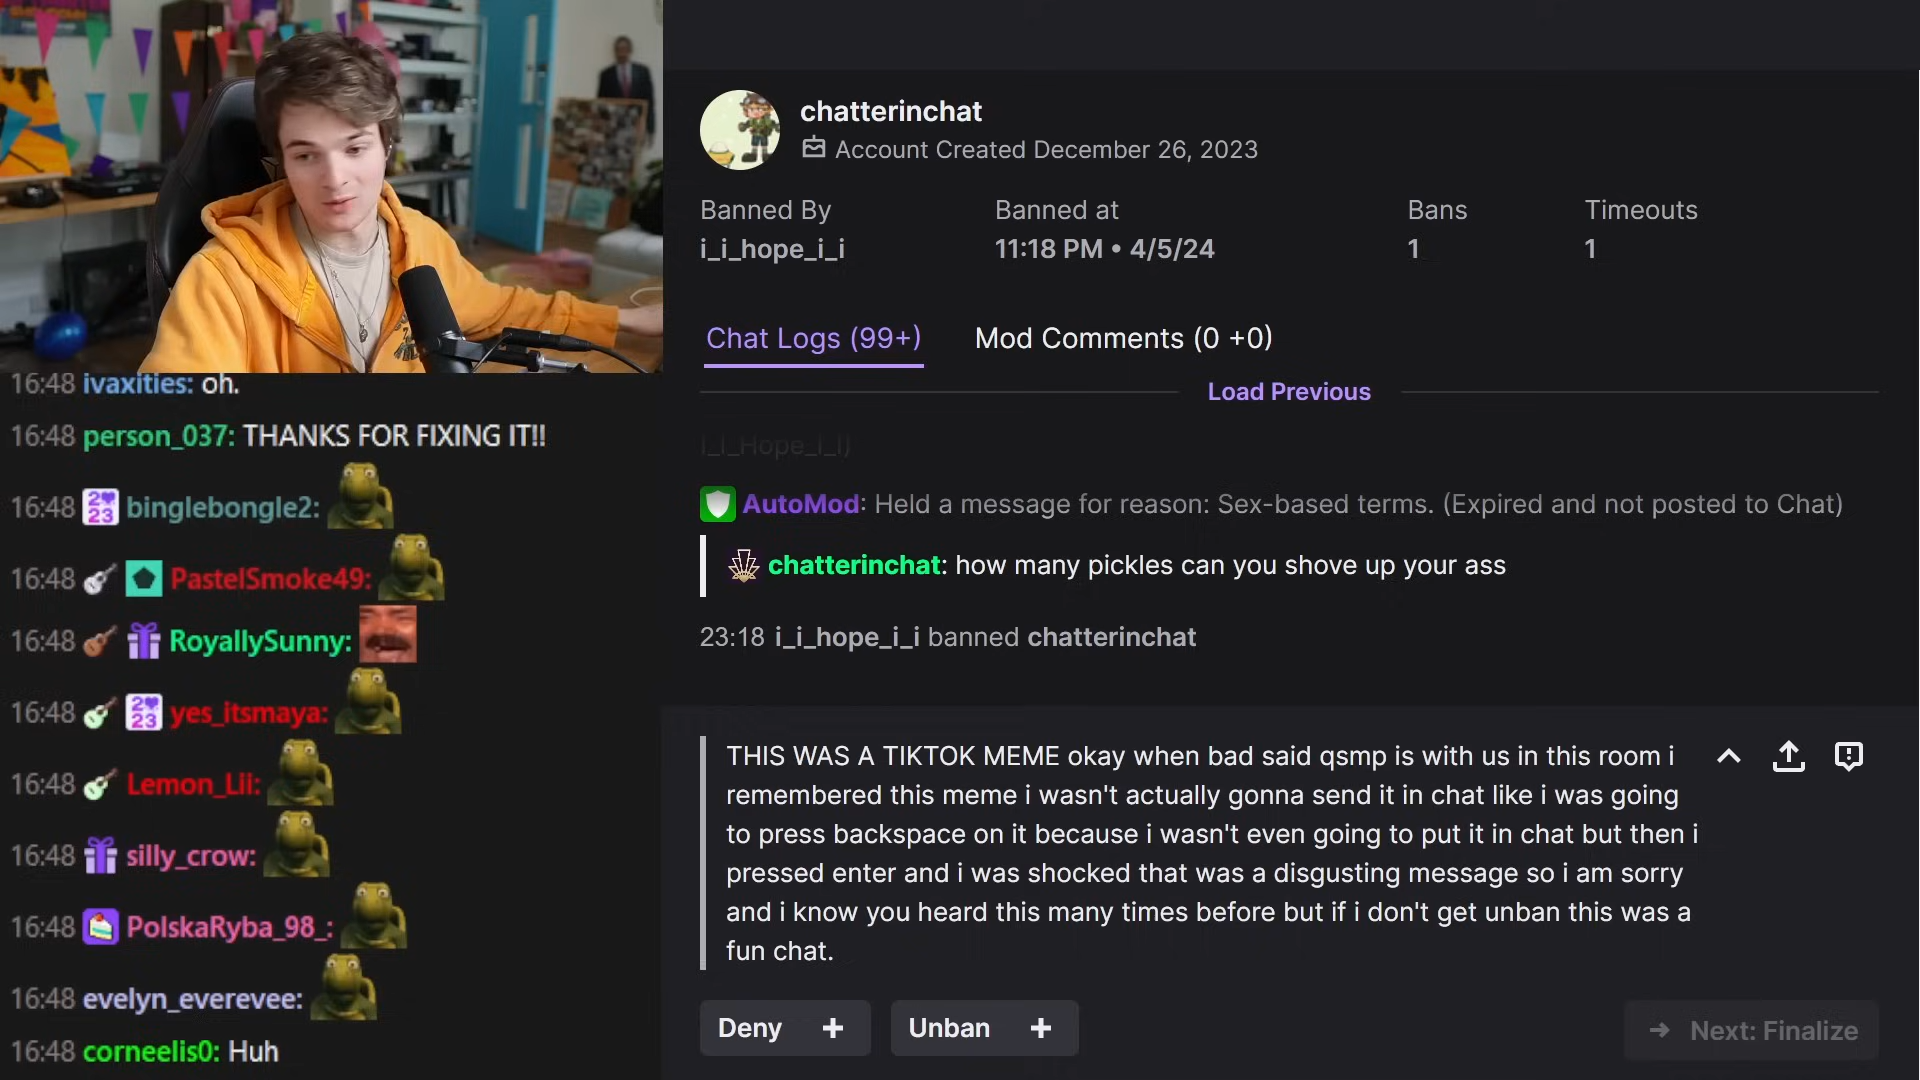 chatterinchat
Account Created December 26, 2023
Banned By
i_i_hope_i_i
Banned at
11:18 PM • 4/5/24
Bans
1
Timeouts
1
Chat Logs (99+)
Mod Comments (0 +0)
Load Previous
i_i_Hope_i_i)
AutoMod: Held a message for reason: Sex-based terms. (Expired and not posted to Chat)
chatterinchat: how many pickles can you shove up your ass
23:18 i_i_hope_i_i banned chatterinchat
THIS WAS A TIKTOK MEME okay when bad said qsmp is with us in this room i
remembered this meme i wasn't actually gonna send it in chat like i was going
to press backspace on it because i wasn't even going to put it in chat but then i
pressed enter and i was shocked that was a disgusting message so i am sorry
and i know you heard this many times before but if i don't get unban this was a
fun chat.
Deny +
Unban +
Next: Finalize
16:48 ivaxities: oh.
16:48 person_037: THANKS FOR FIXING IT!!
16:48 2 23 binglebongle2:
16:48 PastelSmoke49:
16:48 RoyallySunny:
16:48 2 23 yes_itsmaya:
16:48 Lemon_Lii:
16:48 silly_crow:
16:48 PolskaRyba_98_:
16:48 evelyn_everevee:
16:48 corneelis0: Huh